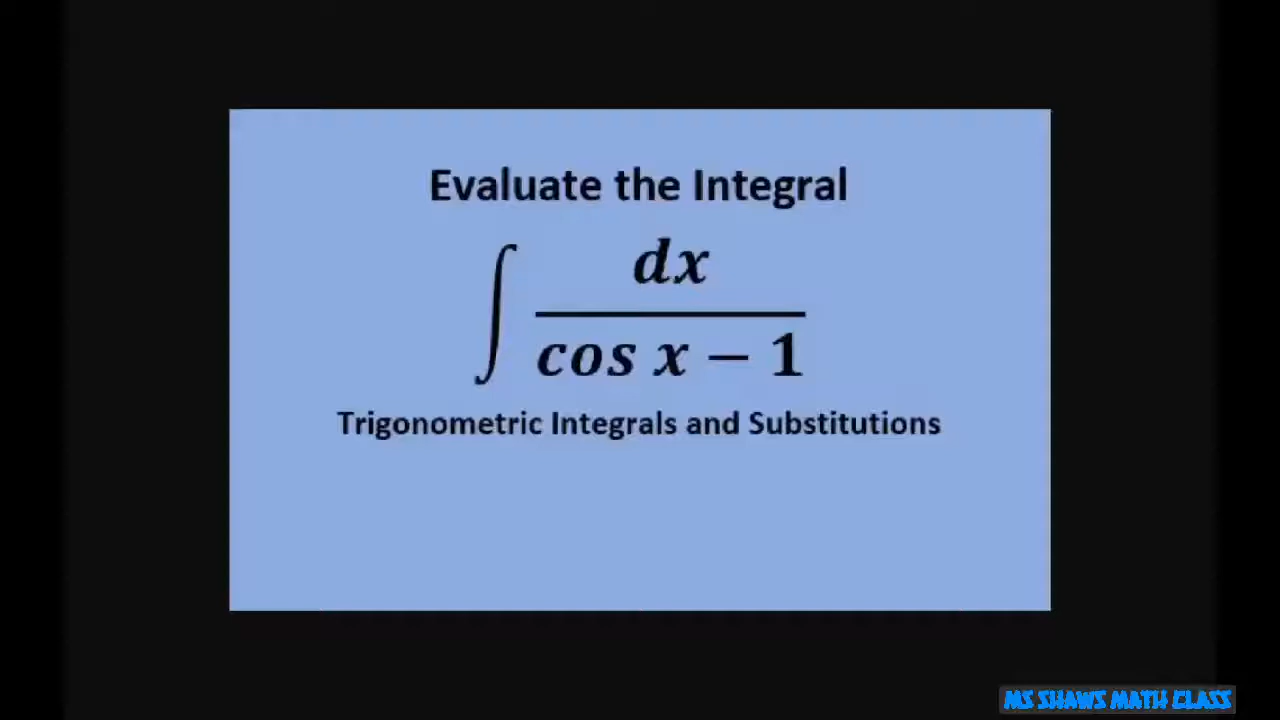 Evaluate the Integral
∫ dx / cos x − 1
Trigonometric Integrals and Substitutions
MS SHAWS MATH CLASS